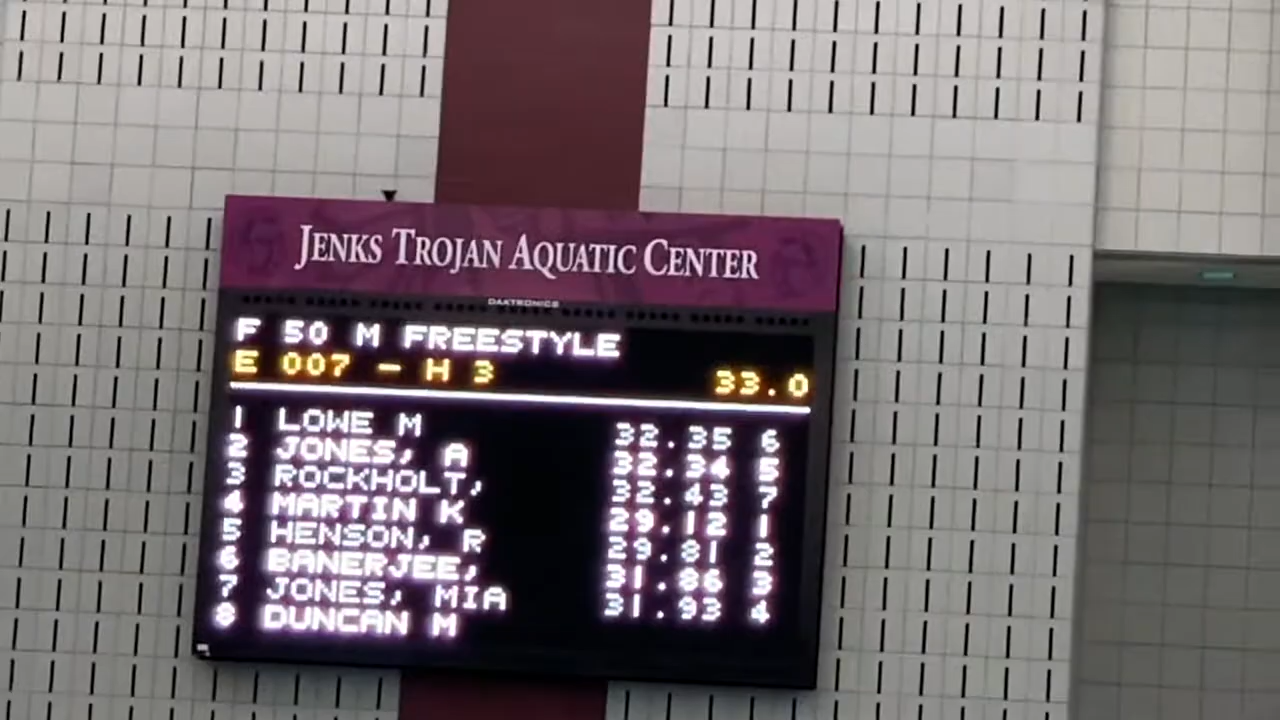 JENKS TROJAN AQUATIC CENTER
DAKTRONICS
F 50 M FREESTYLE
E 007 - H 3 33.0
1 LOWE M 32.35 6
2 JONES, A 32.34 5
3 ROCKHOLT, 32.43 7
4 MARTIN K 29.12 1
5 HENSON, R 29.81 2
6 BANERJEE, 31.86 3
7 JONES, MIA 31.93 4
8 DUNCAN M